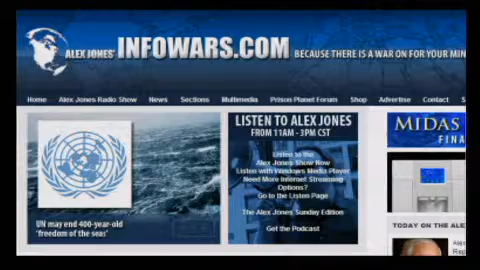 ALEX JONES' INFOWARS.COM BECAUSE THERE IS A WAR ON FOR YOUR MIN
Home Alex Jones Radio Show News Sections Multimedia Prison Planet Forum Shop Advertise Contact S
LISTEN TO ALEX JONES
FROM 11AM - 3PM CST
Listen to the
Alex Jones Show Now
Listen with Windows Media Player
Need More Internet Streaming
Options?
Go to the Listen Page
The Alex Jones Sunday Edition
Get the Podcast
UN may end 400-year-old
'freedom of the seas'
MIDAS
FINA
TODAY ON THE ALE
Alex
Rep